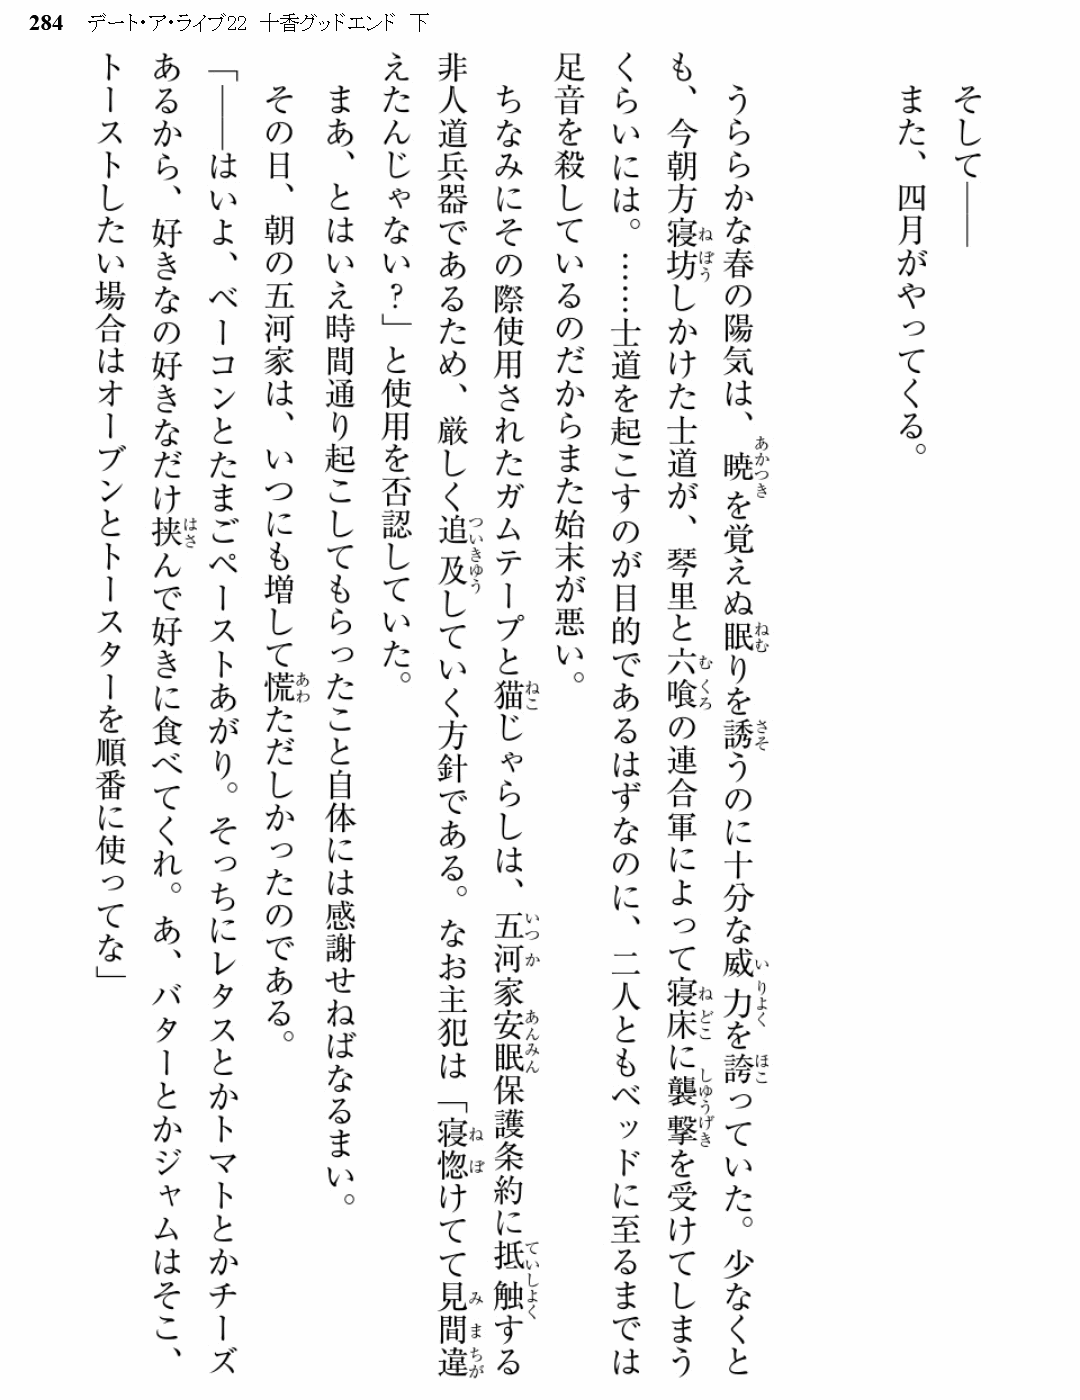 284 デート・ア・ライブ22 十香グッドエンド 下
そして――
また、四月がやってくる。
うららかな春の陽気は、暁を覚えぬ眠りを誘うのに十分な威力を誇っていた。少なくと
も、今朝方寝坊しかけた士道が、琴里と六喰の連合軍によって寝床に襲撃を受けてしまう
くらいには。……士道を起こすのが目的であるはずなのに、二人ともベッドに至るまでは
足音を殺しているのだからまた始末が悪い。
ちなみにその際使用されたガムテープと猫じゃらしは、五河家安眠保護条約に抵触する
非人道兵器であるため、厳しく追及していく方針である。なお主犯は「寝惚けてて見間違
えたんじゃない?」と使用を否認していた。
まあ、とはいえ時間通り起こしてもらったこと自体には感謝せねばなるまい。
その日、朝の五河家は、いつにも増して慌ただしかったのである。
「――はいよ、ベーコンとたまごペーストあがり。そっちにレタスとかトマトとかチーズ
あるから、好きなの好きなだけ挟んで好きに食べてくれ。あ、バターとかジャムはそこ、
トーストしたい場合はオーブンとトースターを順番に使ってな」